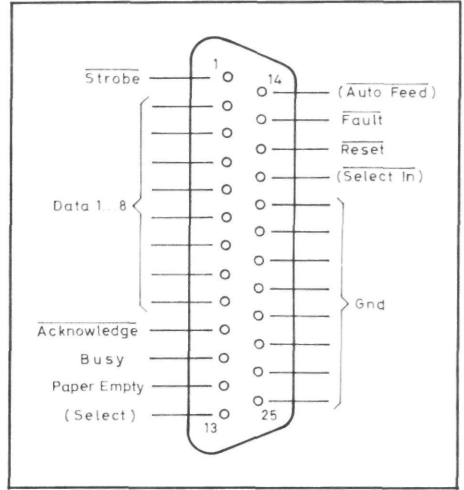 1
14
Strobe
(Auto Feed)
Fault
Reset
(Select In)
Data 1...8
Gnd
Acknowledge
Busy
Paper Empty
(Select)
13
25